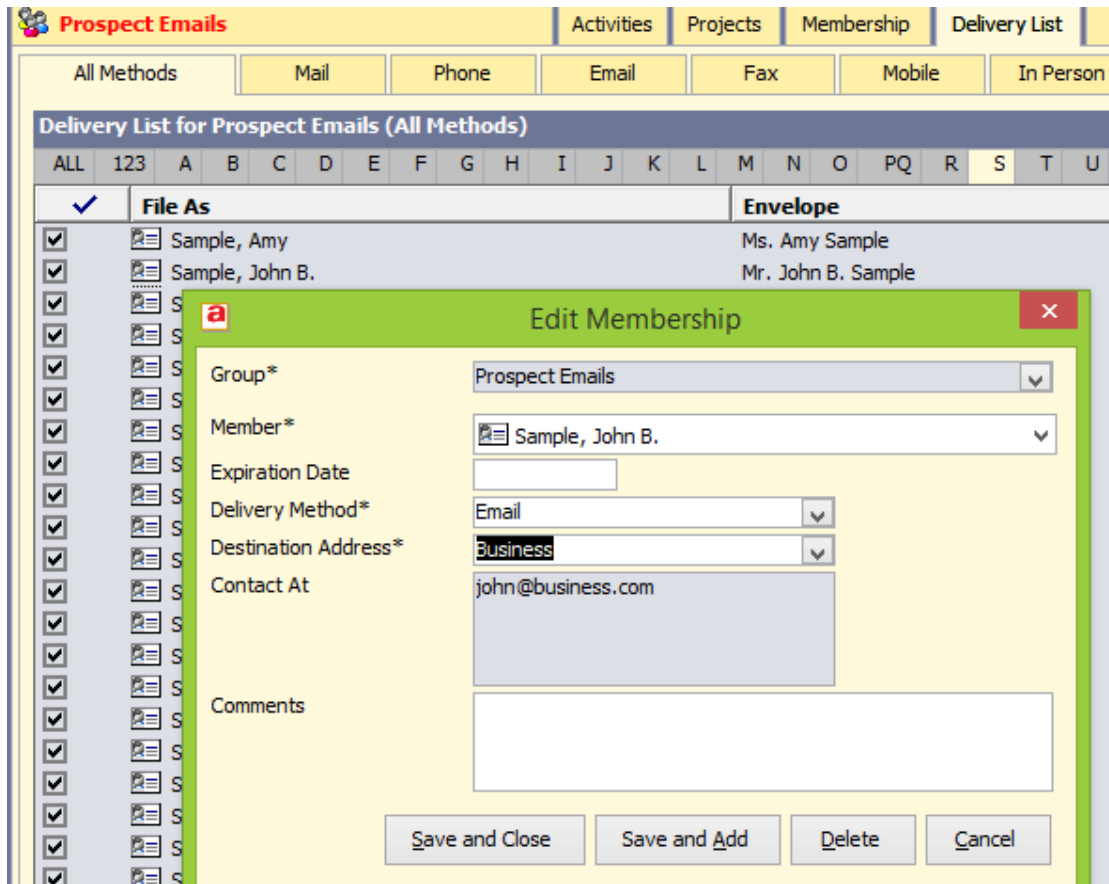 Prospect Emails Activities Projects Membership Delivery List
All Methods Mail Phone Email Fax Mobile In Person
Delivery List for Prospect Emails (All Methods)
ALL 123 A B C D E F G H I J K L M N O PQ R S T U
File As Envelope
Sample, Amy Ms. Amy Sample
Sample, John B. Mr. John B. Sample
S
a Edit Membership
S
S
Group* Prospect Emails
S
S
Member* Sample, John B.
S
Expiration Date
S
Delivery Method* Email
S
Destination Address* Business
S
Contact At john@business.com
S
S
S
S
Comments
S
S
S
S
Save and Close Save and Add Delete Cancel
S
S